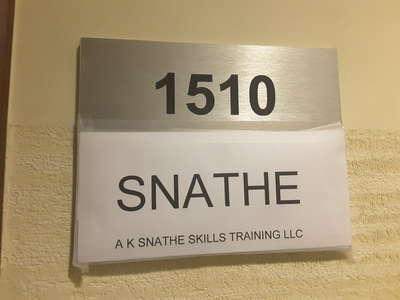 1510
SNATHE
A K SNATHE SKILLS TRAINING LLC